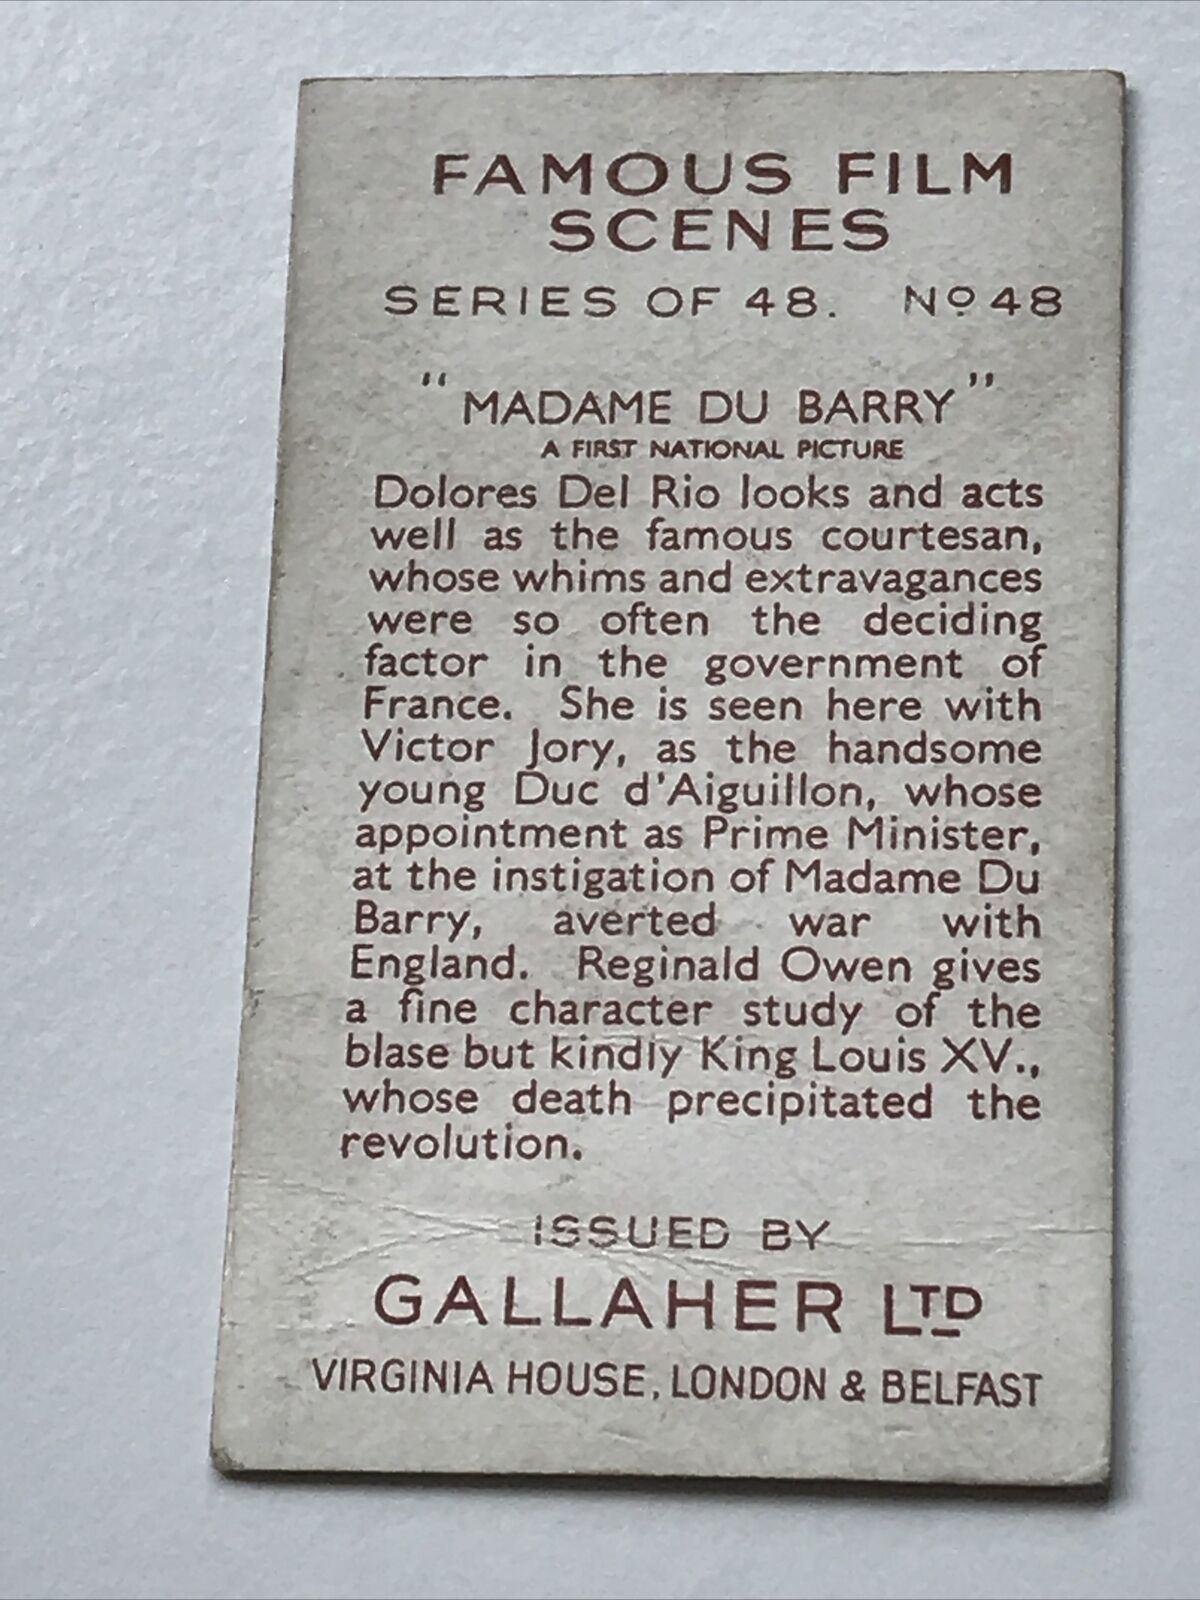 FAMOUS FILM
SCENES
SERIES OF 48. Nº 48
"MADAME DU BARRY"
A FIRST NATIONAL PICTURE
Dolores Del Rio looks and acts
well as the famous courtesan,
whose whims and extravagances
were so often the deciding
factor in the government of
France. She is seen here with
Victor Jory, as the handsome
young Duc d'Aiguillon, whose
appointment as Prime Minister,
at the instigation of Madame Du
Barry, averted war with
England. Reginald Owen gives
a fine character study of the
blase but kindly King Louis XV.,
whose death precipitated the
revolution.
ISSUED BY
GALLAHER LTD
VIRGINIA HOUSE, LONDON & BELFAST